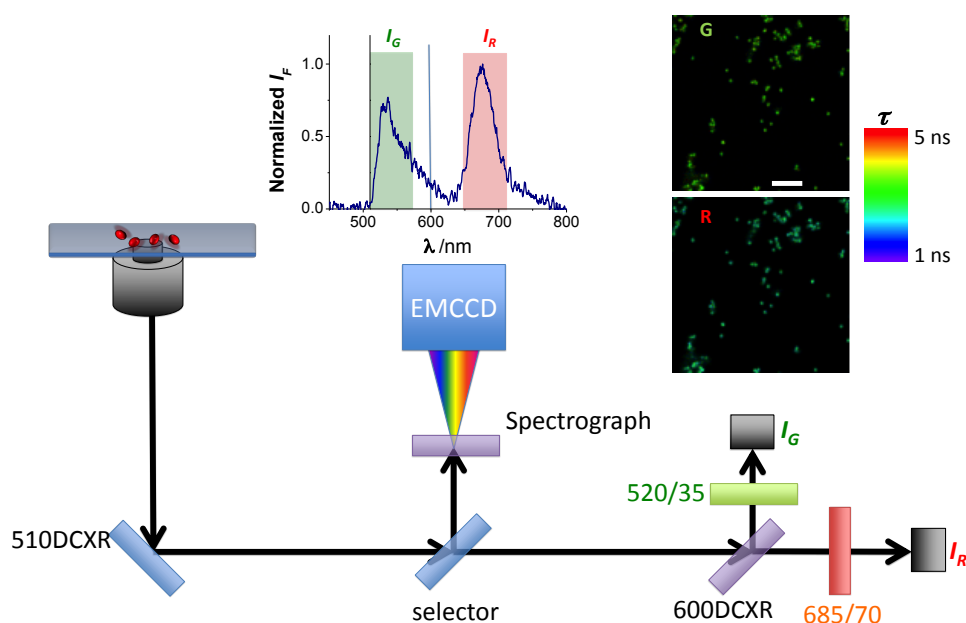 I_G
I_R
Normalized I_F
1.0
0.5
0.0
500
600
700
800
λ /nm
G
R
τ
5 ns
1 ns
EMCCD
Spectrograph
I_G
520/35
510DCXR
selector
600DCXR
685/70
I_R